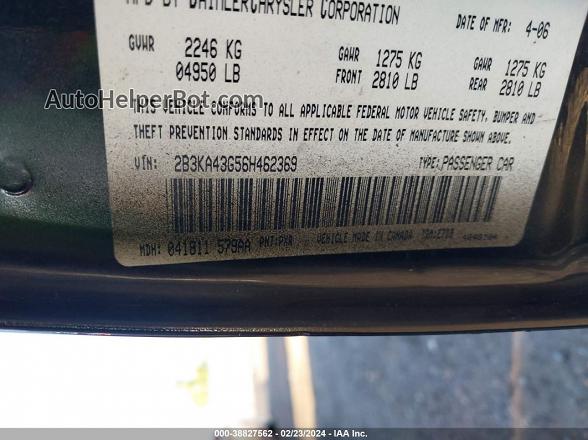 MFD BY DAIMLERCHRYSLER CORPORATION
DATE OF MFR: 4-06
GVWR 2246 KG GAWR 1275 KG GAWR 1275 KG
04950 LB FRONT 2810 LB REAR 2810 LB
AutoHelperBot.com
THIS VEHICLE CONFORMS TO ALL APPLICABLE FEDERAL MOTOR VEHICLE SAFETY, BUMPER AND
THEFT PREVENTION STANDARDS IN EFFECT ON THE DATE OF MANUFACTURE SHOWN ABOVE.
VIN: 2B3KA43G56H462369 TYPE: PASSENGER CAR
MDH: 041811 579AA PNT: PXR VEHICLE MADE IN CANADA
000-38827562 - 02/23/2024 - IAA Inc.